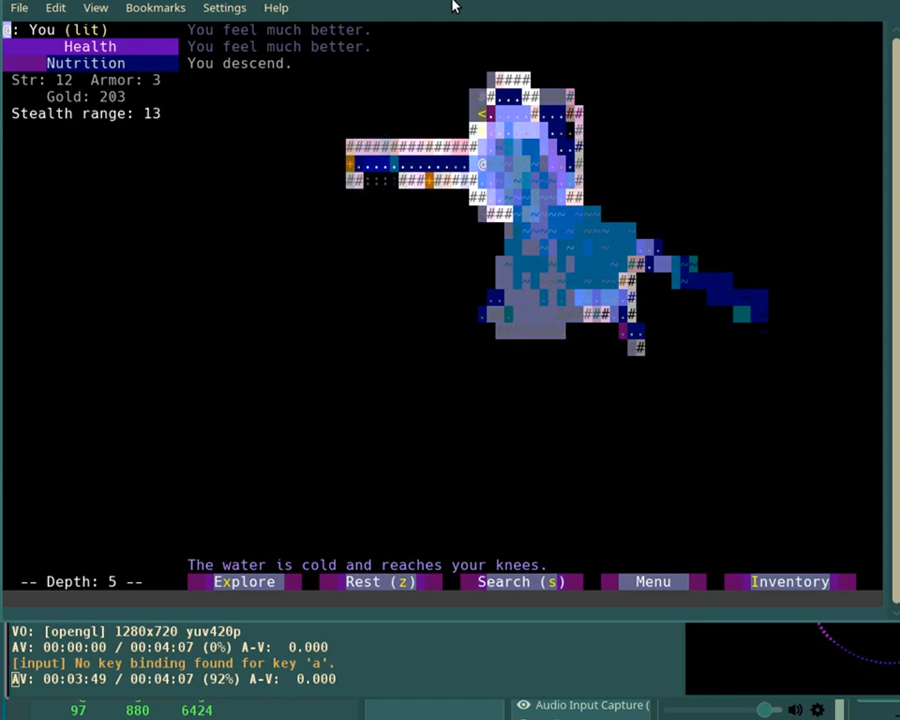 File Edit View Bookmarks Settings Help
@: You (lit)
You feel much better.
Health
You feel much better.
Nutrition
You descend.
Str: 12 Armor: 3
Gold: 203
Stealth range: 13
The water is cold and reaches your knees.
-- Depth: 5 --
Explore
Rest (z)
Search (s)
Menu
Inventory
VO: [opengl] 1280x720 yuv420p
AV: 00:00:00 / 00:04:07 (0%) A-V: 0.000
[input] No key binding found for key 'a'.
AV: 00:03:49 / 00:04:07 (92%) A-V: 0.000
97 880 6424
Audio Input Capture (